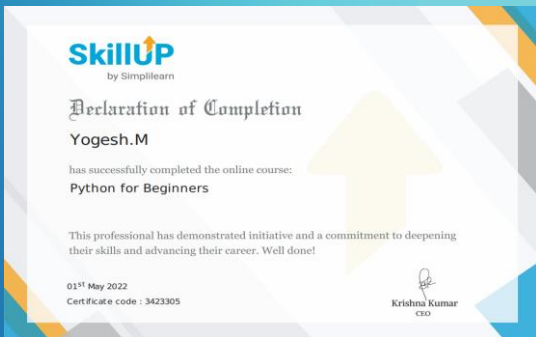 SkillUP
by Simplilearn
Declaration of Completion
Yogesh.M
has successfully completed the online course:
Python for Beginners
This professional has demonstrated initiative and a commitment to deepening
their skills and advancing their career. Well done!
01ST May 2022
Certificate code : 3423305
Krishna Kumar
CEO